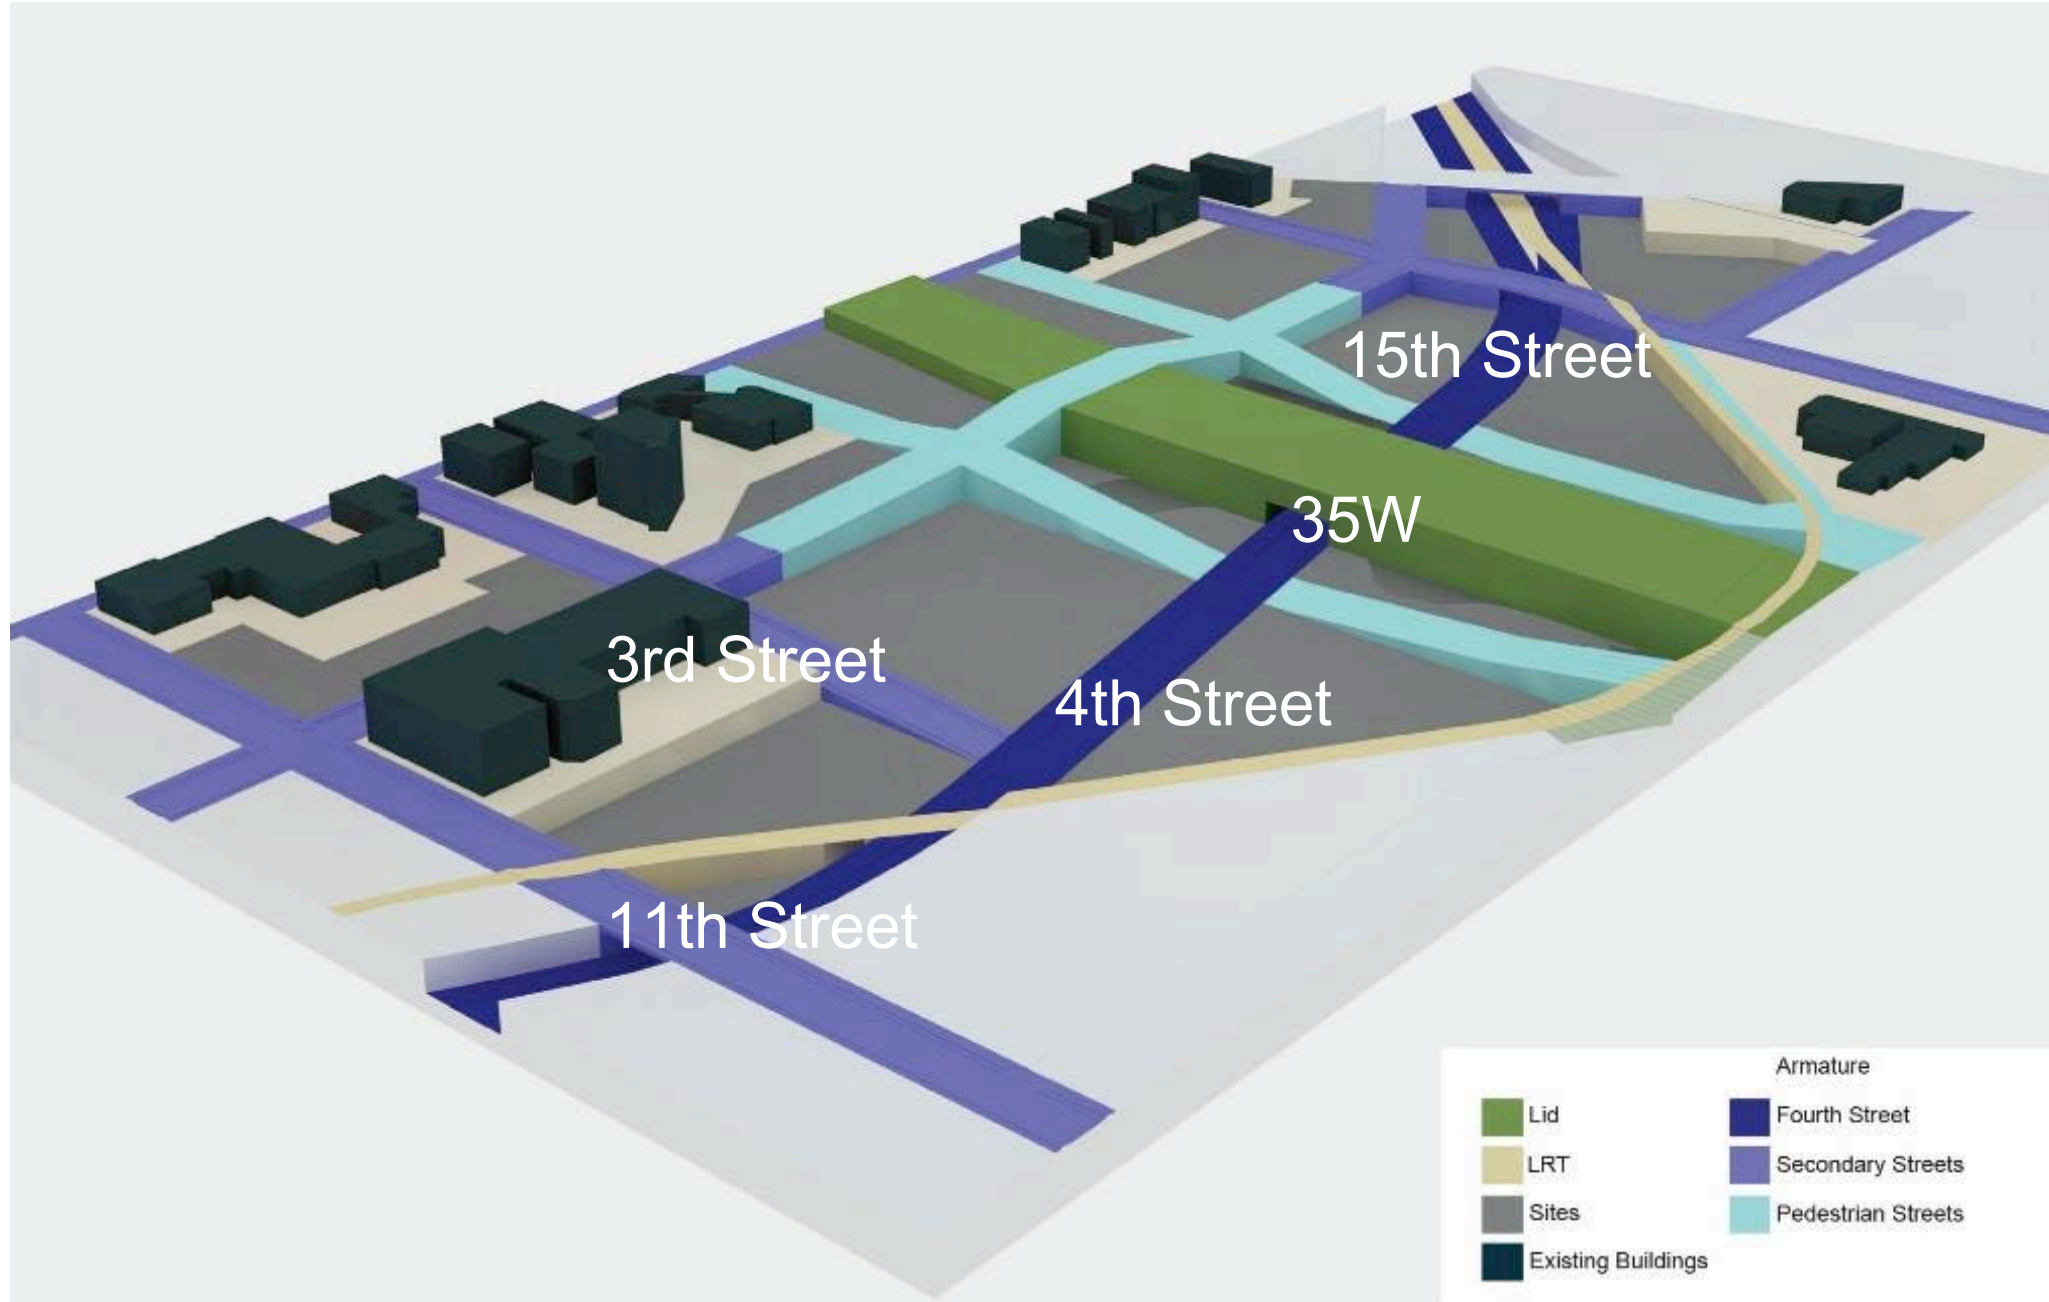 15th Street
35W
3rd Street
4th Street
11th Street
Armature
Lid
Fourth Street
LRT
Secondary Streets
Sites
Pedestrian Streets
Existing Buildings